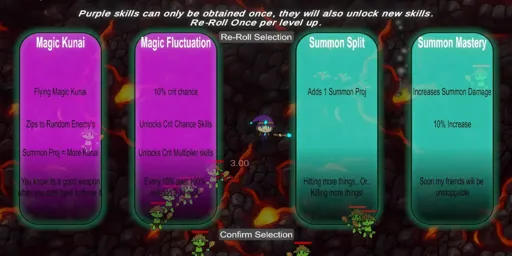 Purple skills can only be obtained once, they will also unlock new skills.
Re-Roll Once per level up.
Re-Roll Selection
Magic Kunai
Flying Magic Kunai
Zips to Random Enemy's
Summon Proj = More Kunai
You know its a good weapon
when you
Magic Fluctuation
10% crit chance
Unlocks Crit Chance Skills
Unlocks Crit Multiplier skills
Every 10%
3.00
Summon Split
Adds 1 Summon Proj
Hitting more things.. Or..
Killing more things!
Summon Mastery
Increases Summon Damage
10% Increase
Soon my friends will be
unstoppable
Confirm Selection